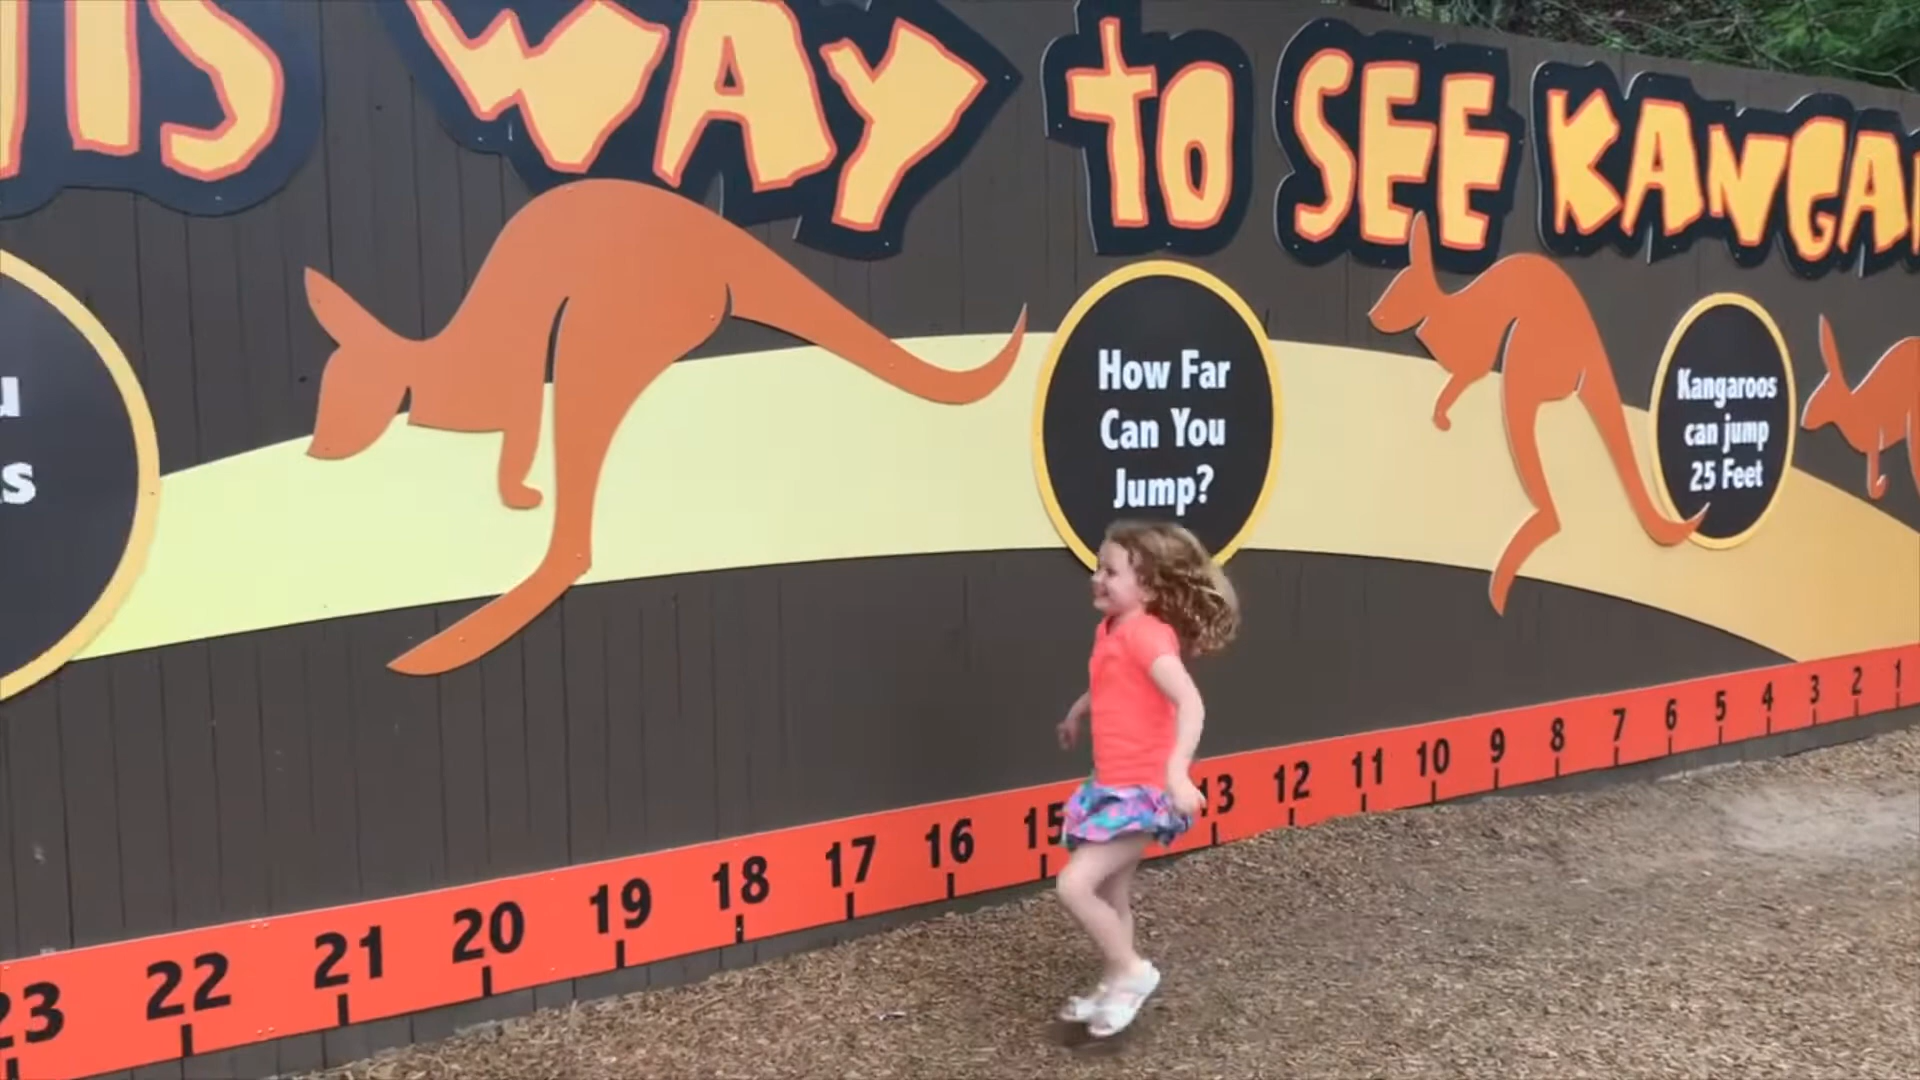 WAY TO SEE
How Far
Can You
Jump?
Kangaroos
can jump
25 Feet
23 22 21 20 19 18 17 16 15 13 12 11 10 9 8 7 6 5 4 3 2 1